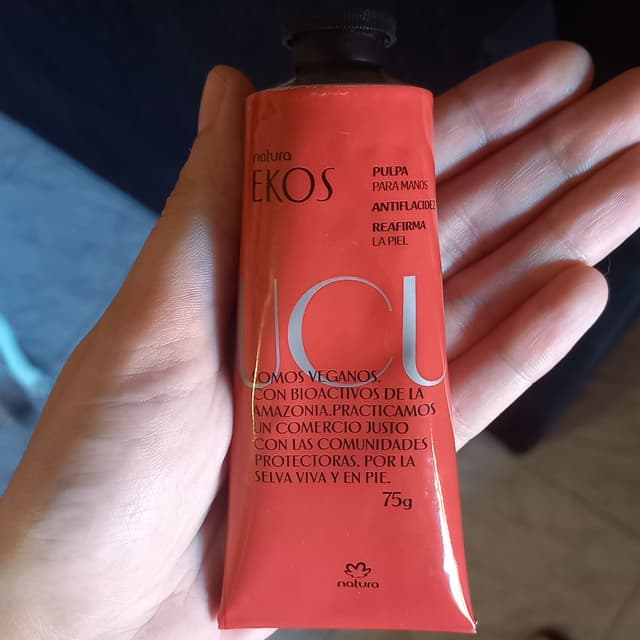 natura
EKOS
PULPA
PARA MANOS
ANTIFLACIDEZ
REAFIRMA
LA PIEL
UCU
SOMOS VEGANOS.
CON BIOACTIVOS DE LA
AMAZONIA.PRACTICAMOS
UN COMERCIO JUSTO
CON LAS COMUNIDADES
PROTECTORAS. POR LA
SELVA VIVA Y EN PIE.
75g
natura